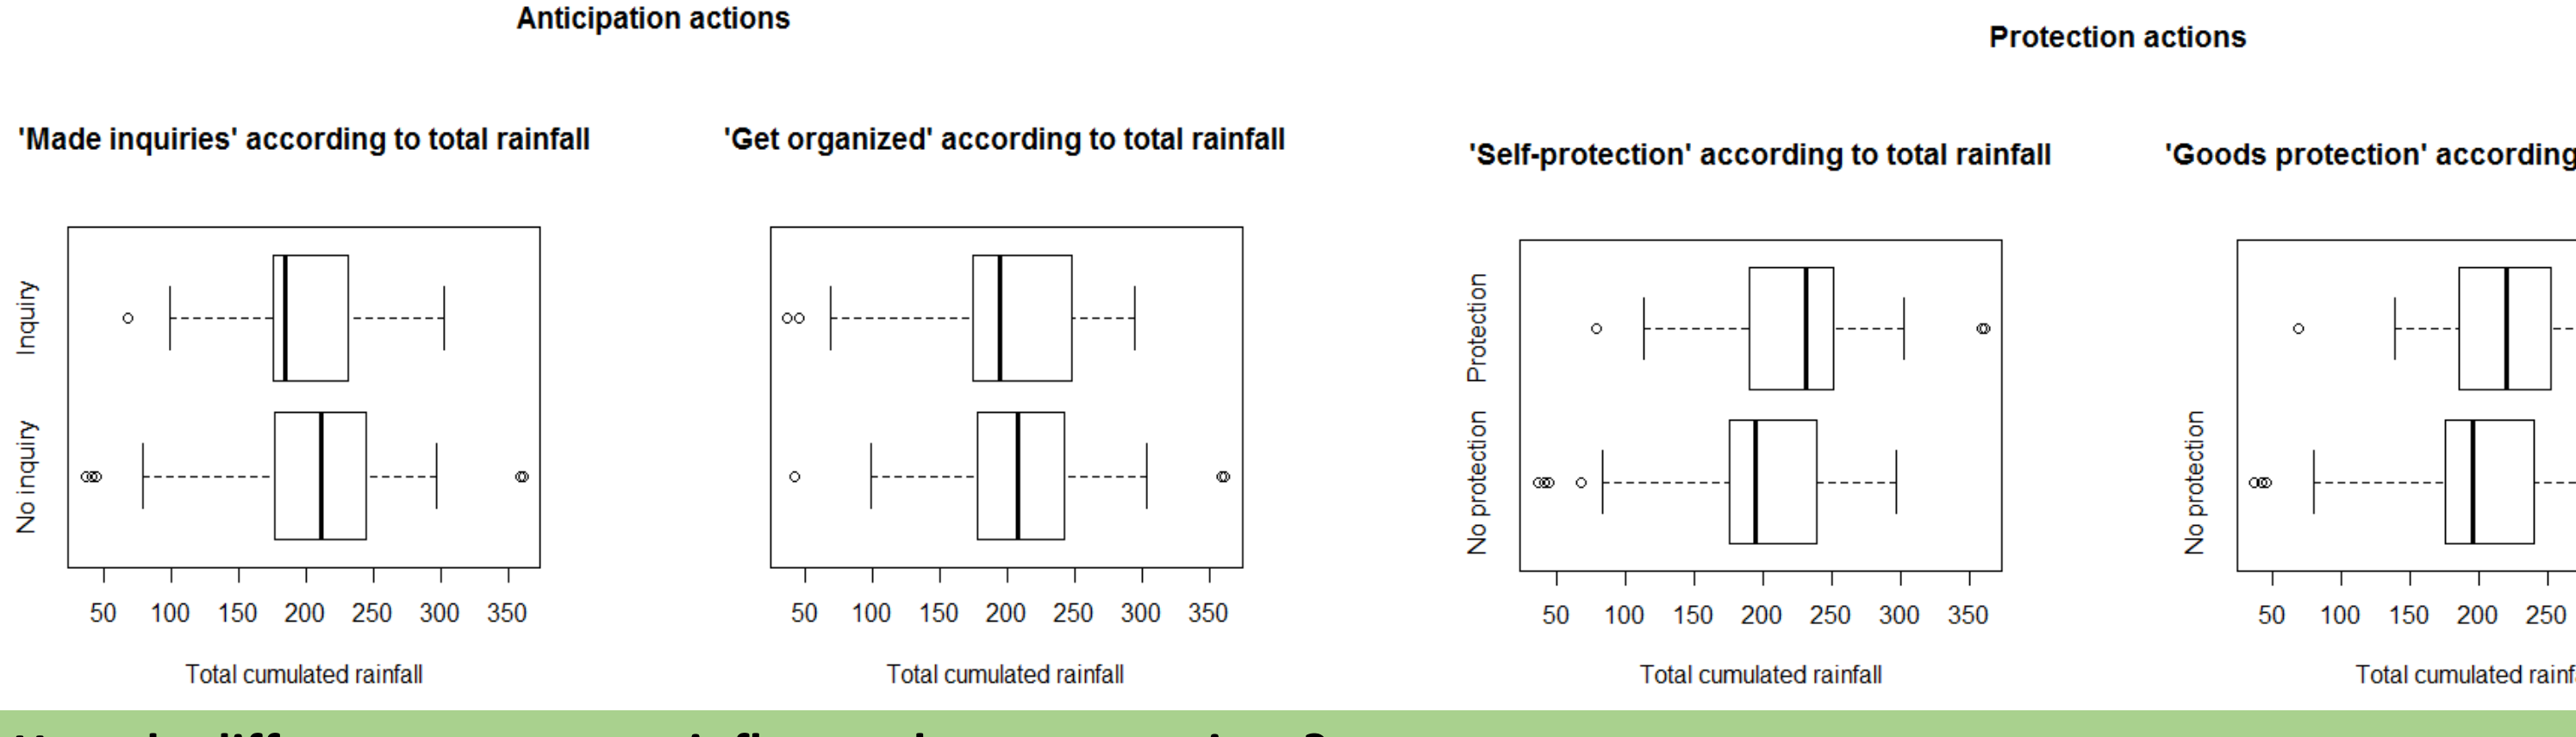 Anticipation actions
Protection actions
'Made inquiries' according to total rainfall
'Get organized' according to total rainfall
'Self-protection' according to total rainfall
'Goods protection' according
Inquiry
No inquiry
50 100 150 200 250 300 350
Total cumulated rainfall
50 100 150 200 250 300 350
Total cumulated rainfall
Protection
No protection
50 100 150 200 250 300 350
Total cumulated rainfall
No protection
50 100 150 200 250
Total cumulated rainf